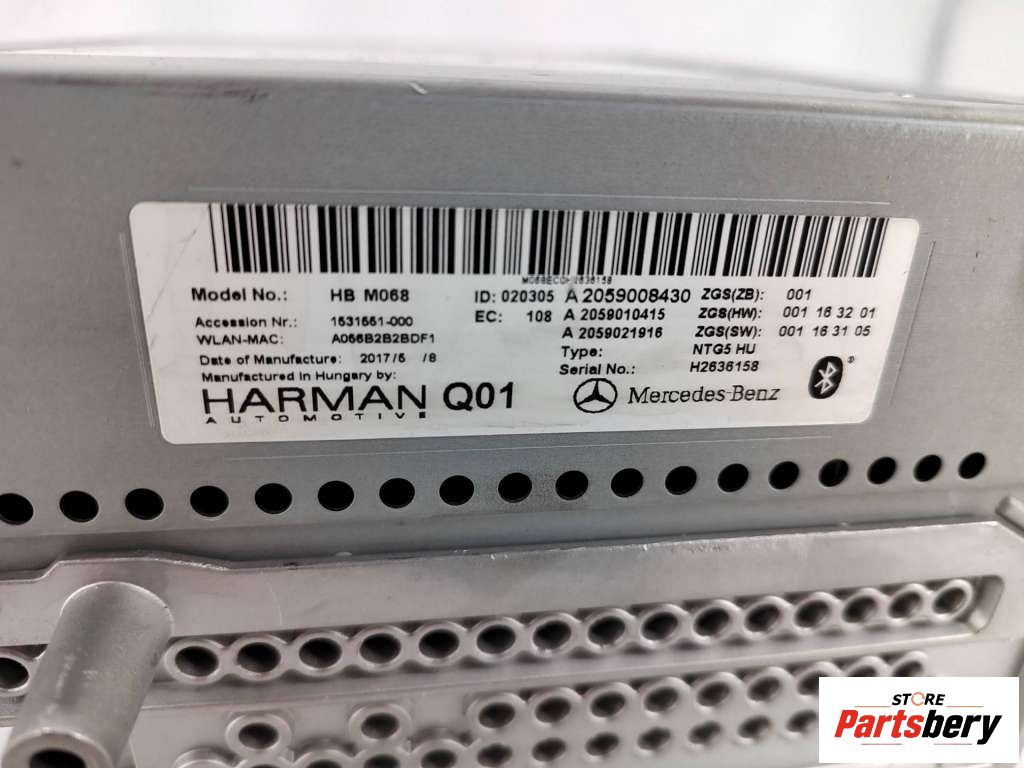 M068ECOH2636158
Model No.: HB M068 ID: 020305 A 2059008430 ZGS(ZB): 001
Accession Nr.: 1531551-000 EC: 108 A 2059010415 ZGS(HW): 001 16 32 01
WLAN-MAC: A056B2B2BDF1 A 2059021916 ZGS(SW): 001 16 31 05
Date of Manufacture: 2017/5 /8 Type: NTG5 HU
Manufactured in Hungary by: Serial No.: H2636158
HARMAN Q01 Mercedes-Benz
AUTOMOTIVE
STORE
Partsbery